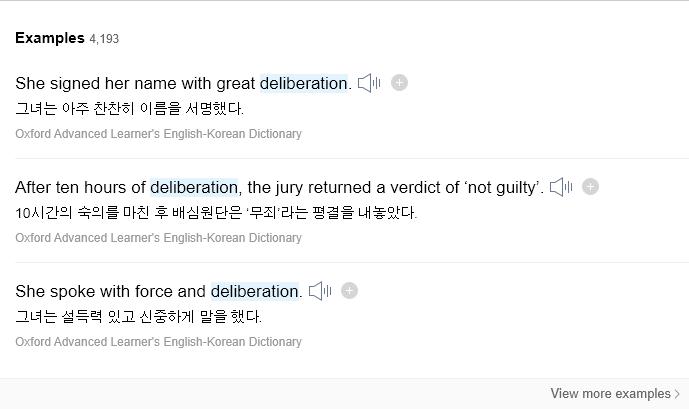 Examples 4,193
She signed her name with great deliberation.
그녀는 아주 찬찬히 이름을 서명했다.
Oxford Advanced Learner's English-Korean Dictionary
After ten hours of deliberation, the jury returned a verdict of ‘not guilty’.
10시간의 숙의를 마친 후 배심원단은 ‘무죄’라는 평결을 내놓았다.
Oxford Advanced Learner's English-Korean Dictionary
She spoke with force and deliberation.
그녀는 설득력 있고 신중하게 말을 했다.
Oxford Advanced Learner's English-Korean Dictionary
View more examples